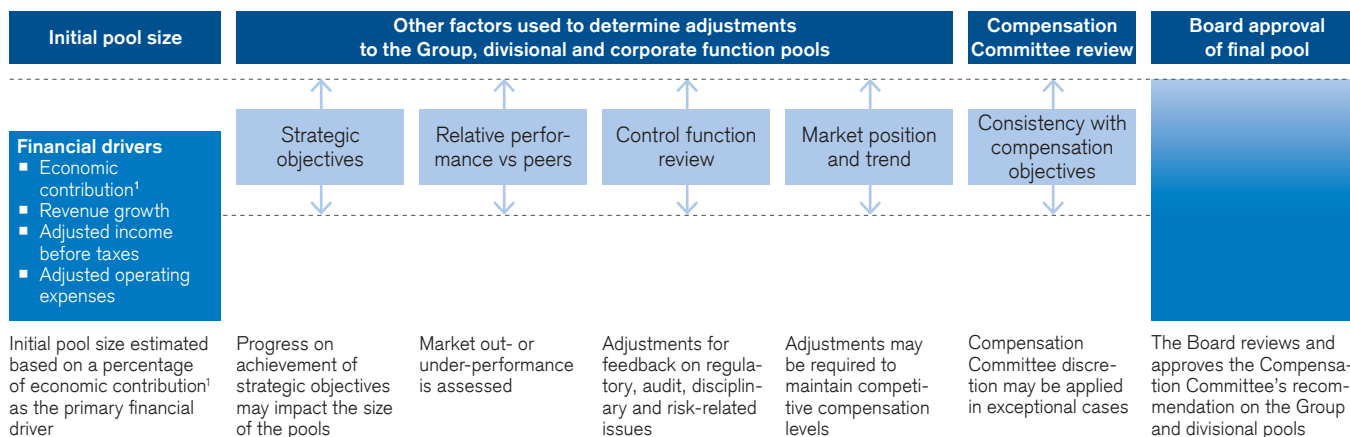 Initial pool size
Other factors used to determine adjustments
to the Group, divisional and corporate function pools
Compensation
Committee review
Board approval
of final pool
Financial drivers
■ Economic
contribution¹
■ Revenue growth
■ Adjusted income
before taxes
■ Adjusted operating
expenses
Strategic
objectives
Relative perfor-
mance vs peers
Control function
review
Market position
and trend
Consistency with
compensation
objectives
Initial pool size estimated
based on a percentage
of economic contribution¹
as the primary financial
driver
Progress on
achievement of
strategic objectives
may impact the size
of the pools
Market out- or
under-performance
is assessed
Adjustments for
feedback on regula-
tory, audit, disciplin-
ary and risk-related
issues
Adjustments may
be required to
maintain competi-
tive compensation
levels
Compensation
Committee discre-
tion may be applied
in exceptional cases
The Board reviews and
approves the Compensa-
tion Committee's recom-
mendation on the Group
and divisional pools